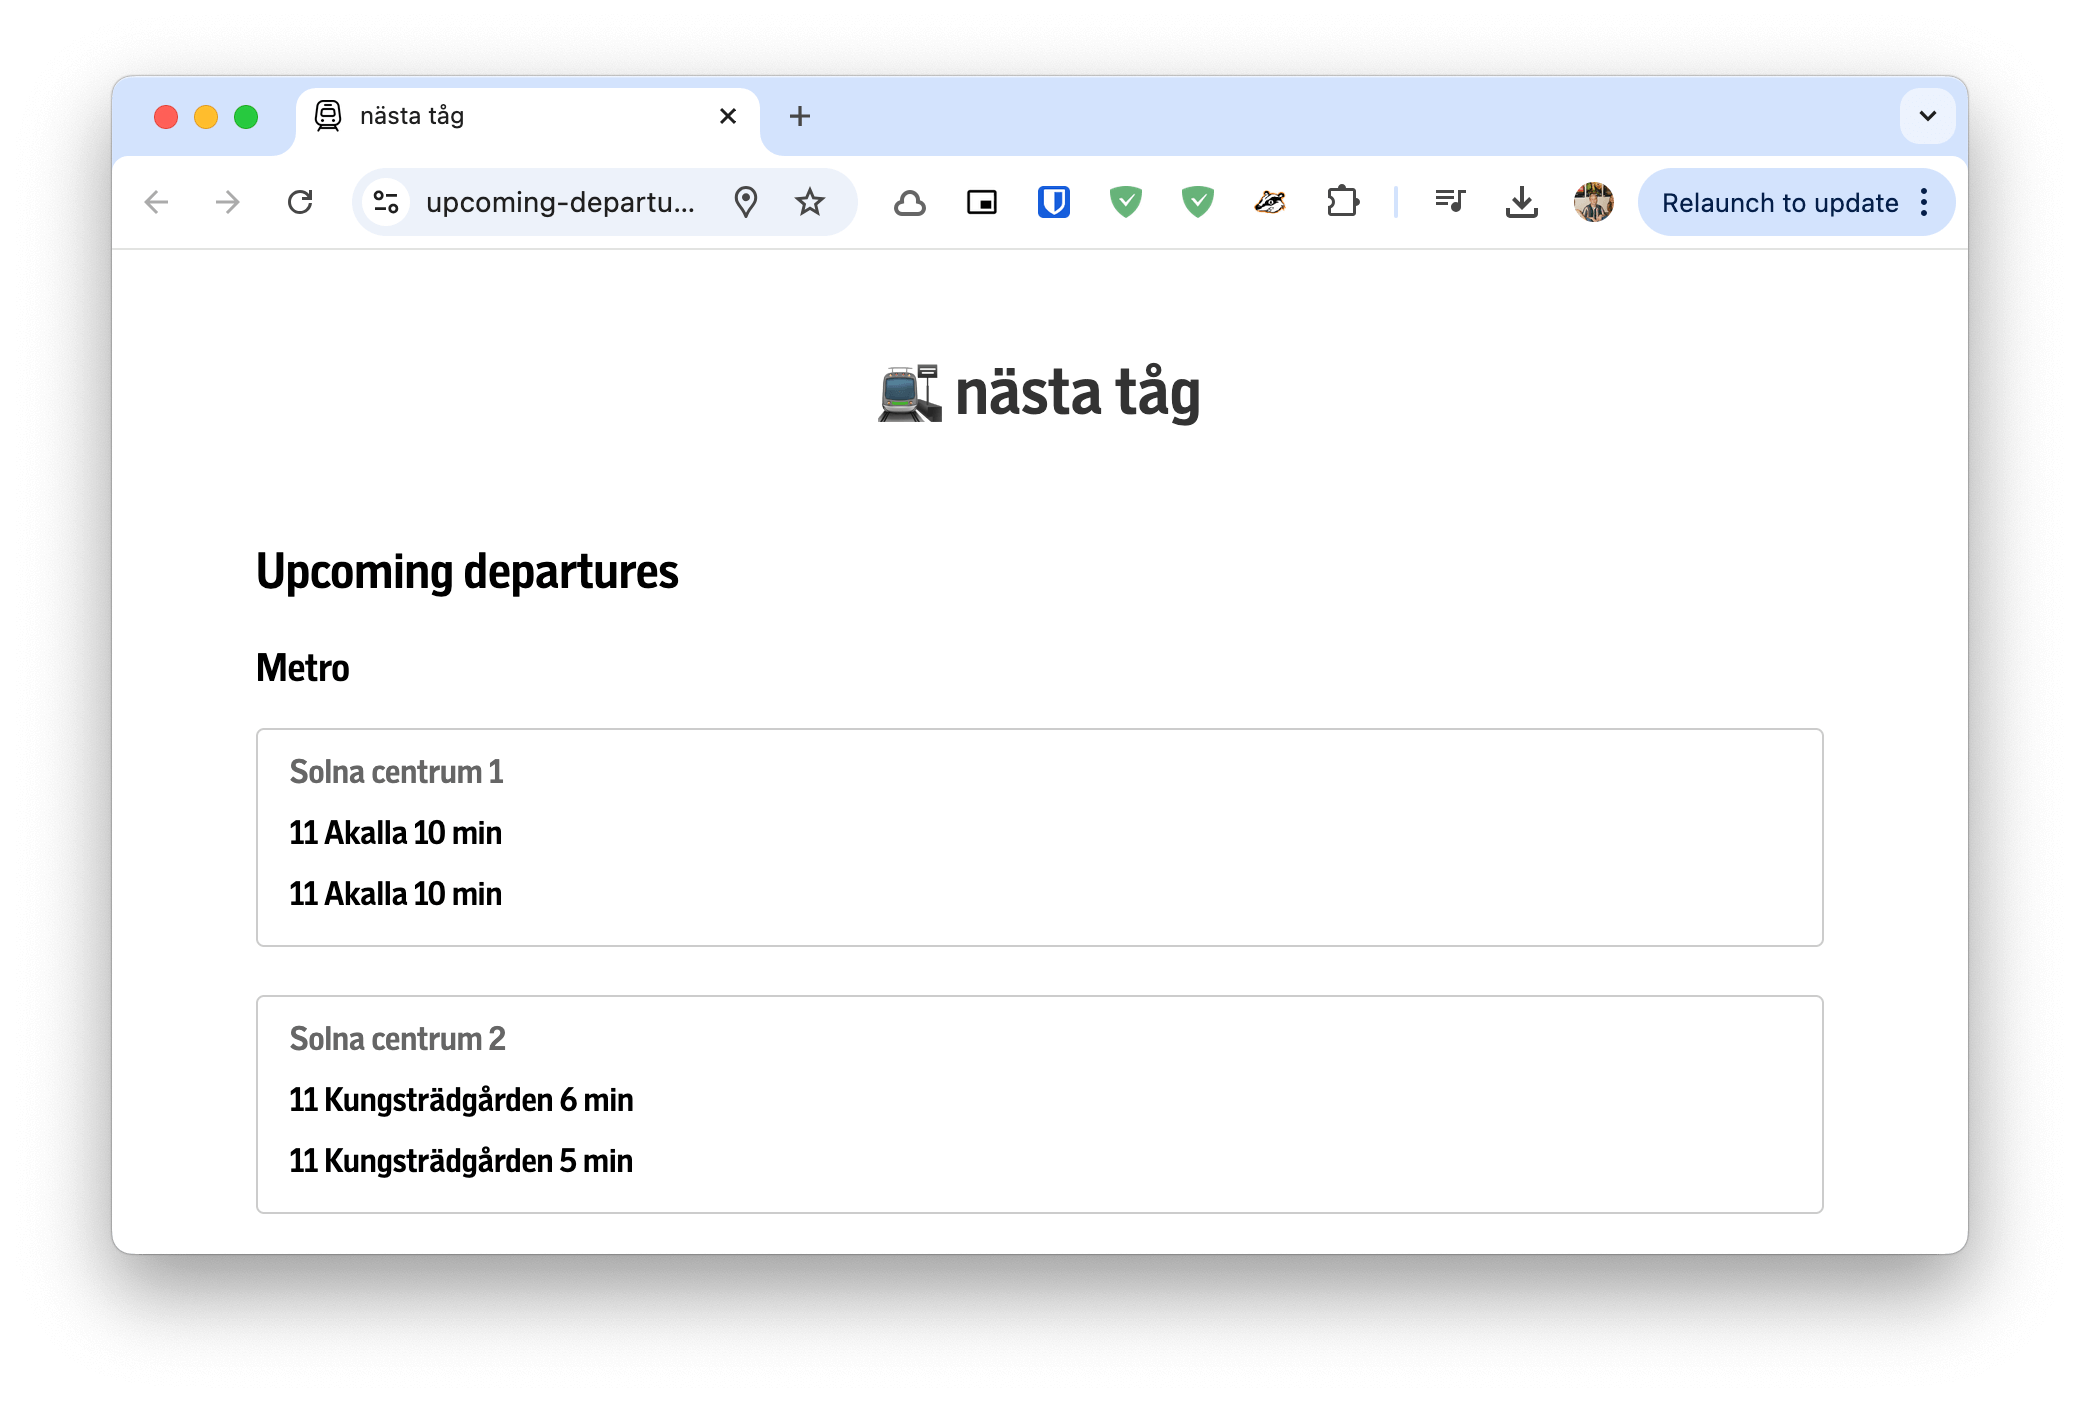 nästa tåg
upcoming-departu...
Relaunch to update
nästa tåg
Upcoming departures
Metro
Solna centrum 1
11 Akalla 10 min
11 Akalla 10 min
Solna centrum 2
11 Kungsträdgården 6 min
11 Kungsträdgården 5 min